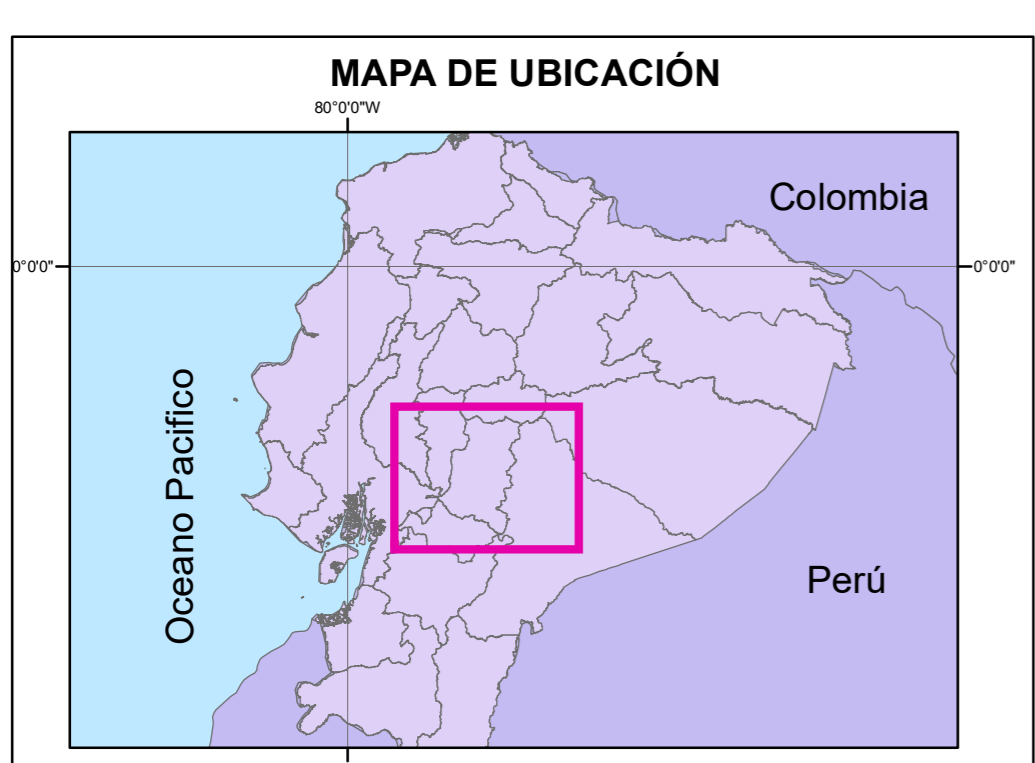 MAPA DE UBICACIÓN
80°0'0"W
Colombia
0°0'0"
0°0'0"
Oceano Pacifico
Perú